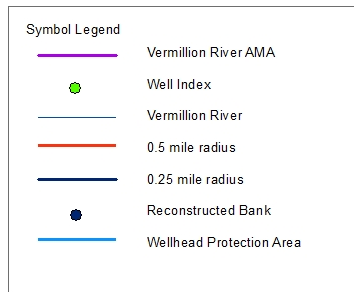 Symbol Legend
Vermillion River AMA
Well Index
Vermillion River
0.5 mile radius
0.25 mile radius
Reconstructed Bank
Wellhead Protection Area